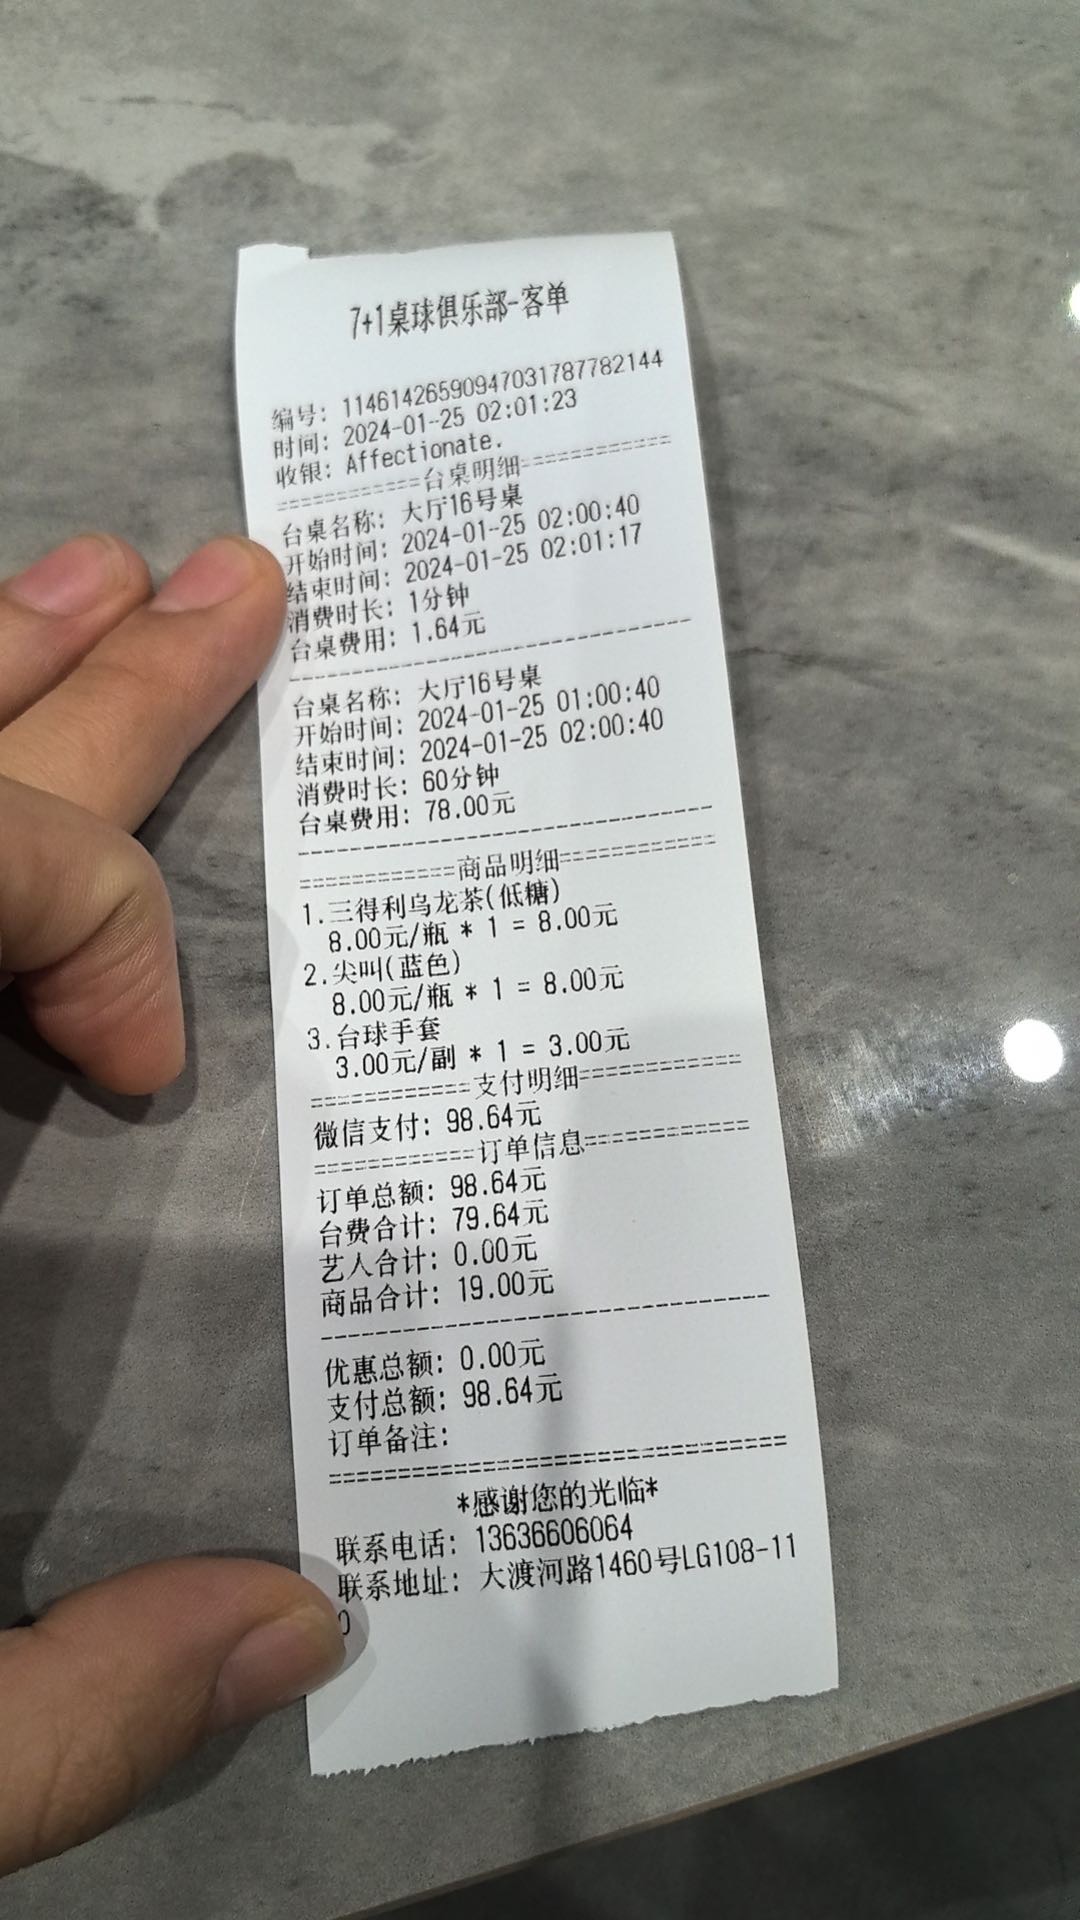 7+1桌球俱乐部-客单
编号: 11461426590947031787782144
时间: 2024-01-25 02:01:23
收银: Affectionate.
============台桌明细============
台桌名称: 大厅16号桌
开始时间: 2024-01-25 02:00:40
结束时间: 2024-01-25 02:01:17
消费时长: 1分钟
台桌费用: 1.64元
--------------------------------
台桌名称: 大厅16号桌
开始时间: 2024-01-25 01:00:40
结束时间: 2024-01-25 02:00:40
消费时长: 60分钟
台桌费用: 78.00元
--------------------------------
============商品明细============
1.三得利乌龙茶(低糖)
8.00元/瓶 * 1 = 8.00元
2.尖叫(蓝色)
8.00元/瓶 * 1 = 8.00元
3.台球手套
3.00元/副 * 1 = 3.00元
============支付明细============
微信支付: 98.64元
============订单信息============
订单总额: 98.64元
台费合计: 79.64元
艺人合计: 0.00元
商品合计: 19.00元
--------------------------------
优惠总额: 0.00元
支付总额: 98.64元
订单备注:
================================
*感谢您的光临*
联系电话: 13636606064
联系地址: 大渡河路1460号LG108-11
0